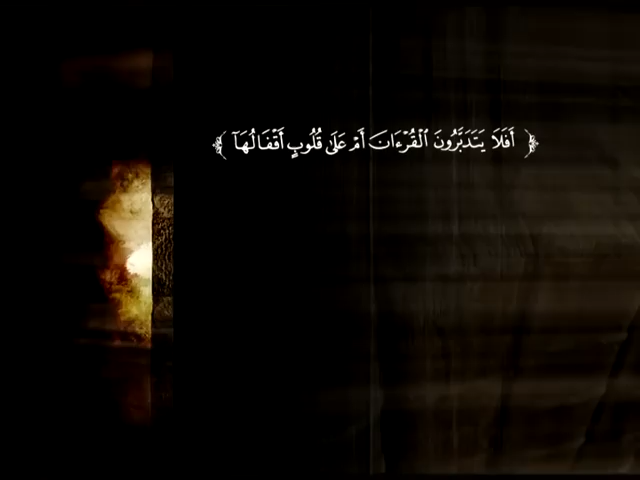 ﴿ أَفَلَا يَتَدَبَّرُونَ ٱلْقُرْءَانَ أَمْ عَلَىٰ قُلُوبٍ أَقْفَالُهَآ ﴾